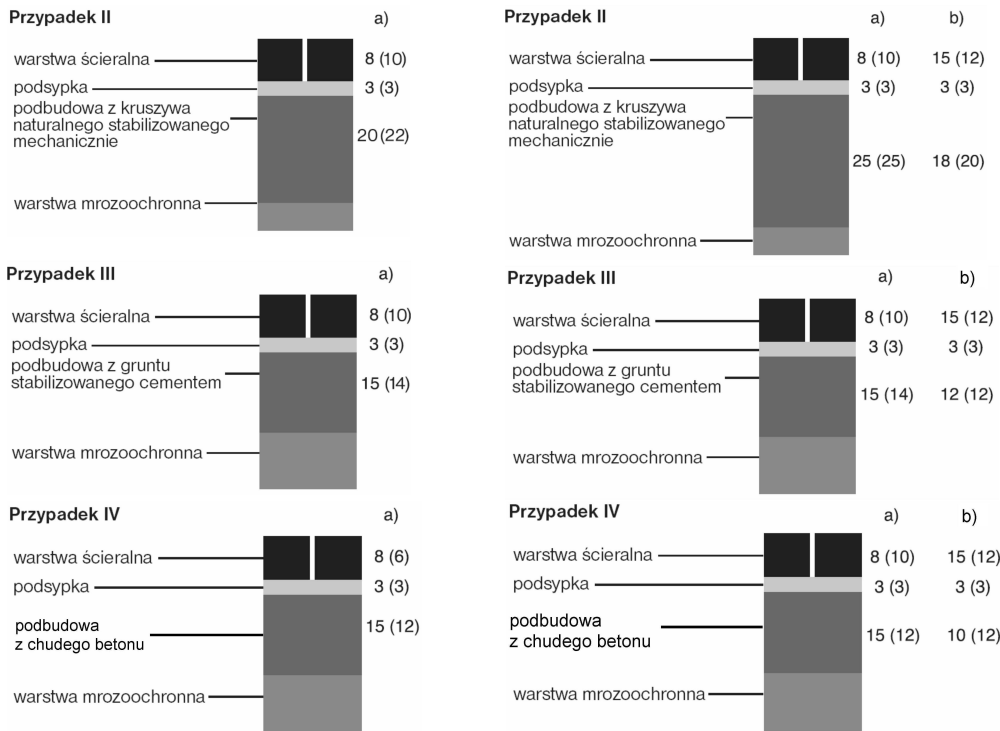 Przypadek II a)
warstwa ścieralna 8 (10)
podsypka 3 (3)
podbudowa z kruszywa
naturalnego stabilizowanego
mechanicznie 20 (22)
warstwa mrozoochronna
Przypadek III a)
warstwa ścieralna 8 (10)
podsypka 3 (3)
podbudowa z gruntu
stabilizowanego cementem 15 (14)
warstwa mrozoochronna
Przypadek IV a)
warstwa ścieralna 8 (6)
podsypka 3 (3)
podbudowa 15 (12)
z chudego betonu
warstwa mrozoochronna
Przypadek II a) b)
warstwa ścieralna 8 (10) 15 (12)
podsypka 3 (3) 3 (3)
podbudowa z kruszywa
naturalnego stabilizowanego
mechanicznie
25 (25) 18 (20)
warstwa mrozoochronna
Przypadek III a) b)
warstwa ścieralna 8 (10) 15 (12)
podsypka 3 (3) 3 (3)
podbudowa z gruntu
stabilizowanego cementem
15 (14) 12 (12)
warstwa mrozoochronna
Przypadek IV a) b)
warstwa ścieralna 8 (10) 15 (12)
podsypka 3 (3) 3 (3)
podbudowa
z chudego betonu 15 (12) 10 (12)
warstwa mrozoochronna